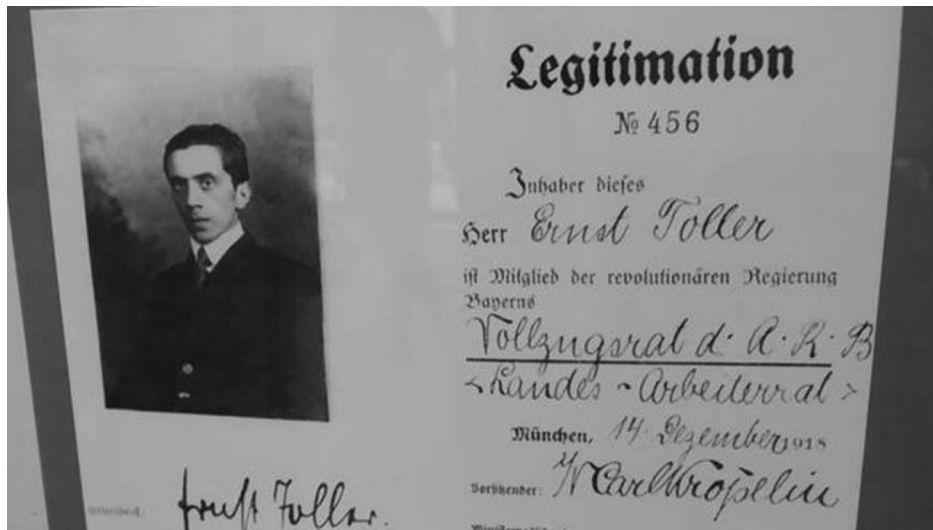 Legitimation
№ 456
Inhaber dieses
Herr Ernst Toller
ist Mitglied der revolutionären Regierung
Bayerns
Vollzugsrat d. A. R. B
<Landes - Arbeiterrat>
München, 14. Dezember 1918
Vorsitzender: Carl Kröpelin
Ernst Toller.